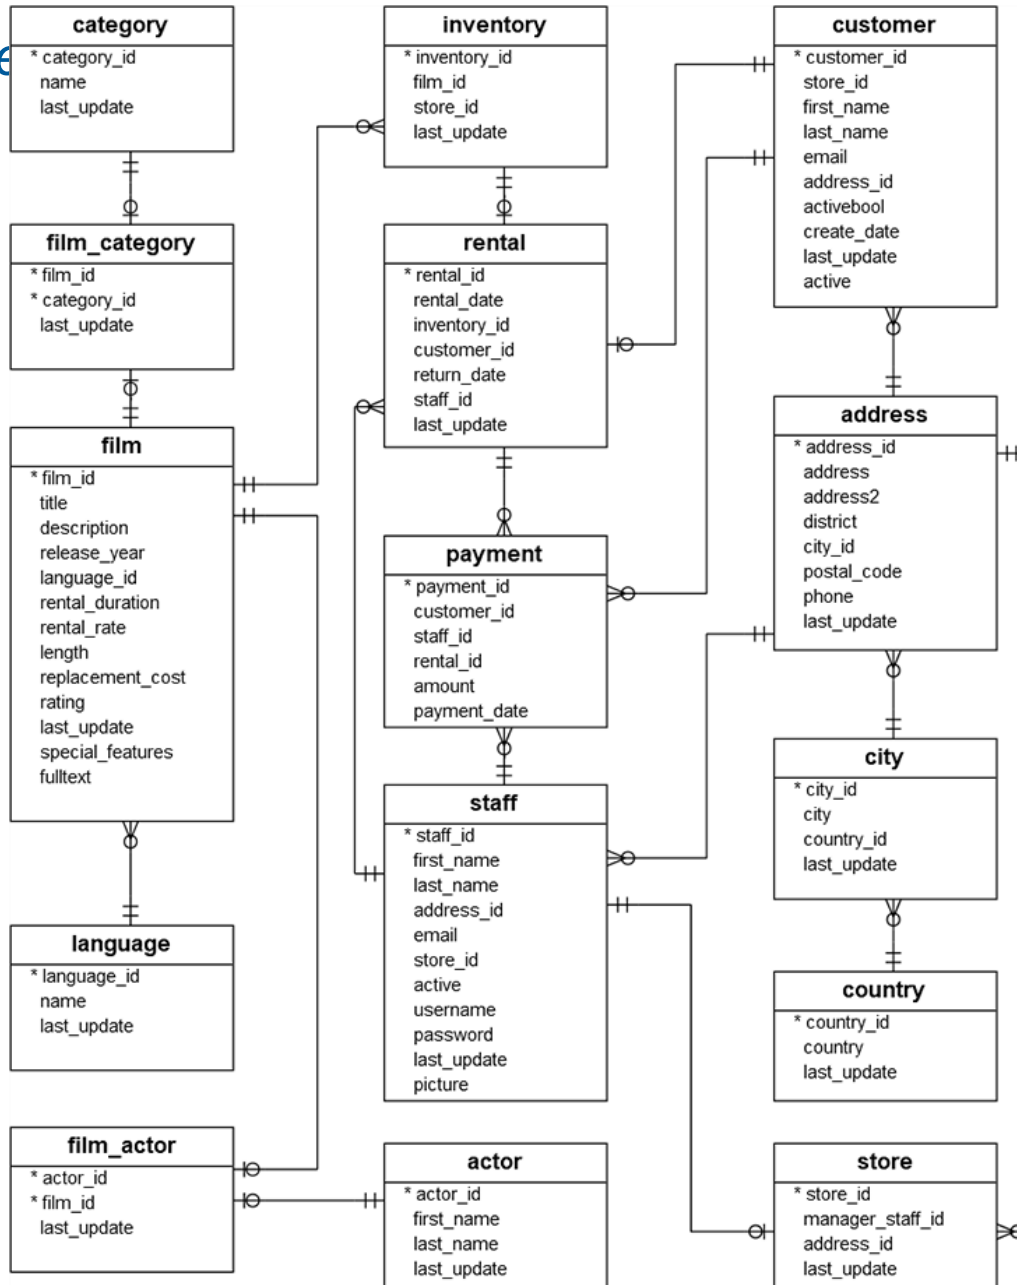 category
* category_id
name
last_update
film_category
* film_id
* category_id
last_update
film
* film_id
title
description
release_year
language_id
rental_duration
rental_rate
length
replacement_cost
rating
last_update
special_features
fulltext
language
* language_id
name
last_update
film_actor
* actor_id
* film_id
last_update
inventory
* inventory_id
film_id
store_id
last_update
rental
* rental_id
rental_date
inventory_id
customer_id
return_date
staff_id
last_update
payment
* payment_id
customer_id
staff_id
rental_id
amount
payment_date
staff
* staff_id
first_name
last_name
address_id
email
store_id
active
username
password
last_update
picture
actor
* actor_id
first_name
last_name
last_update
customer
* customer_id
store_id
first_name
last_name
email
address_id
activebool
create_date
last_update
active
address
* address_id
address
address2
district
city_id
postal_code
phone
last_update
city
* city_id
city
country_id
last_update
country
* country_id
country
last_update
store
* store_id
manager_staff_id
address_id
last_update